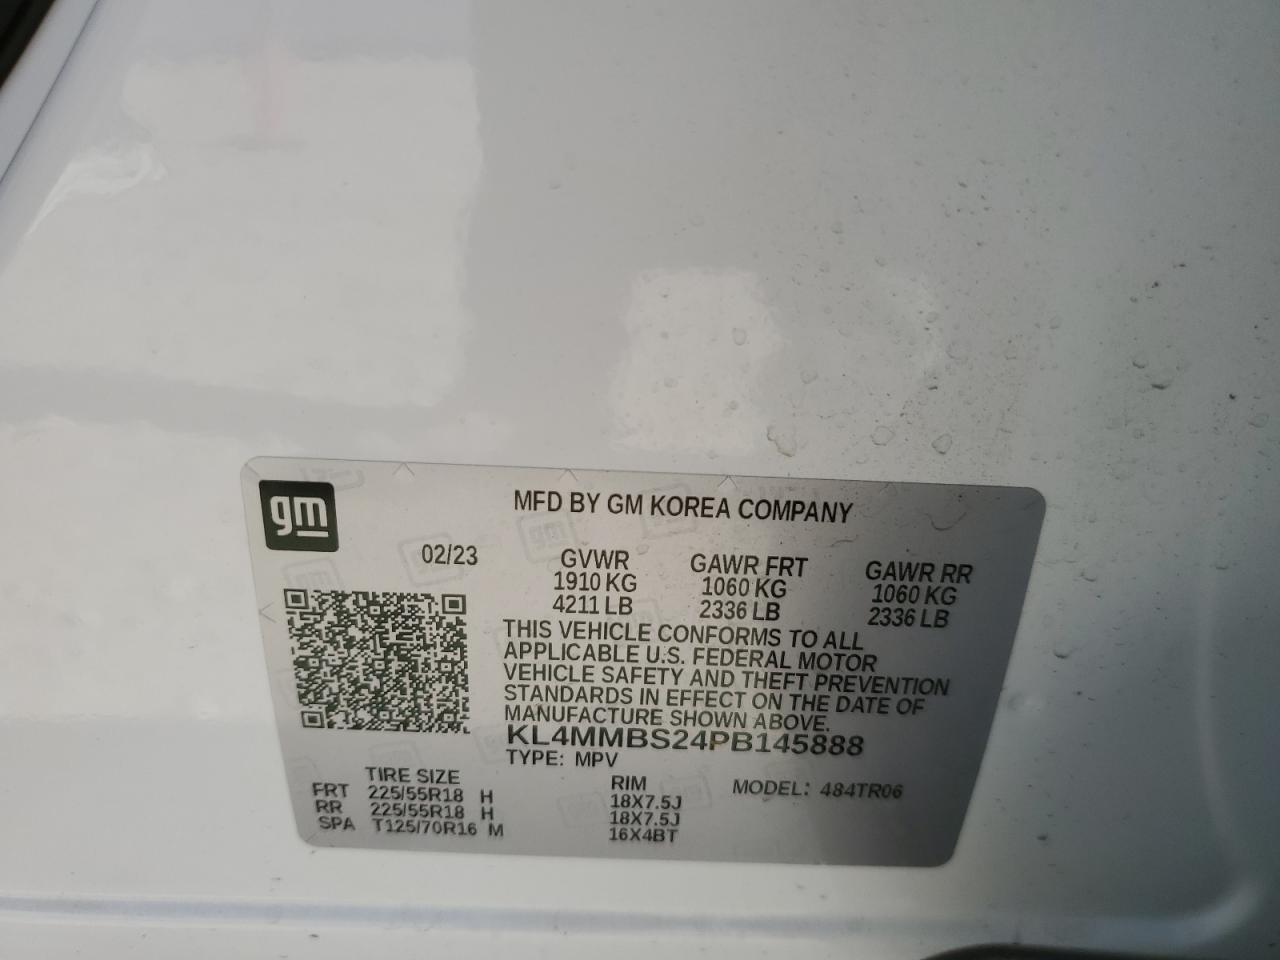 gm
MFD BY GM KOREA COMPANY
02/23 GVWR GAWR FRT GAWR RR
1910 KG 1060 KG 1060 KG
4211 LB 2336 LB 2336 LB
THIS VEHICLE CONFORMS TO ALL
APPLICABLE U.S. FEDERAL MOTOR
VEHICLE SAFETY AND THEFT PREVENTION
STANDARDS IN EFFECT ON THE DATE OF
MANUFACTURE SHOWN ABOVE.
KL4MMBS24PB145888
TYPE: MPV
TIRE SIZE RIM MODEL: 484TR06
FRT 225/55R18 H 18X7.5J
RR 225/55R18 H 18X7.5J
SPA T125/70R16 M 16X4BT